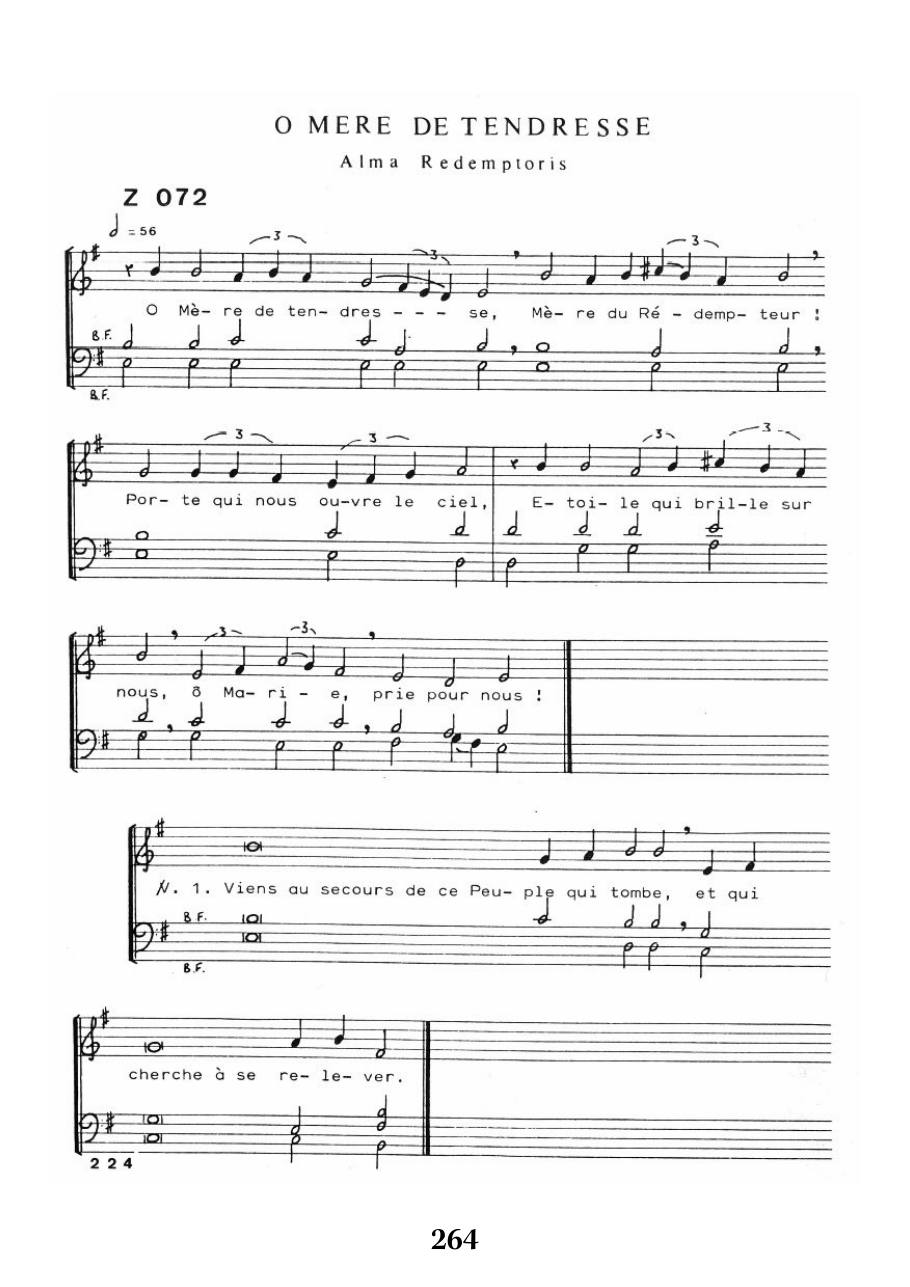 O MERE DE TENDRESSE
Alma Redemptoris
Z 072
= 56
3 3 3
O Mè- re de ten- dres - - - se, Mè- re du Ré - demp- teur !
B.F.
B.F.
3 3 3 3
Por- te qui nous ou-vre le ciel, E- toi- le qui bril-le sur
3 3
nous, ô Ma- ri - e, prie pour nous !
V. 1. Viens au secours de ce Peu- ple qui tombe, et qui
B F.
B.F.
cherche à se re- le- ver.
224
264